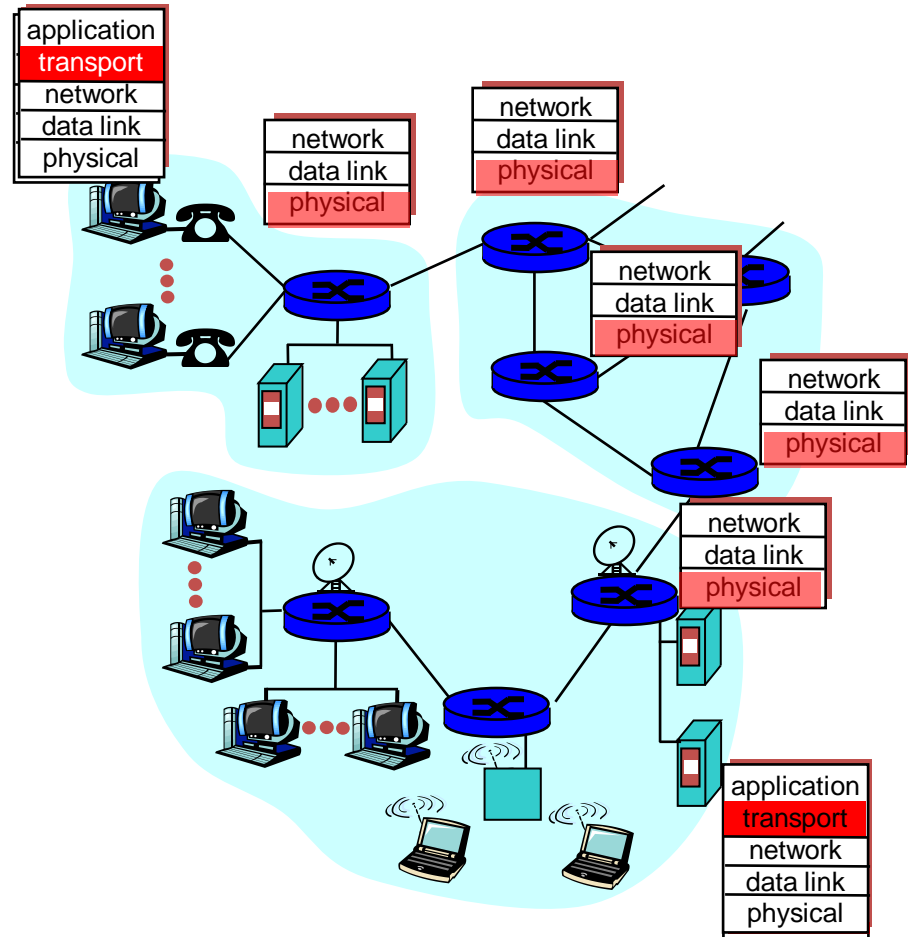 application
transport
network
data link
physical
network
data link
physical
network
data link
physical
network
data link
physical
network
data link
physical
network
data link
physical
application
transport
network
data link
physical